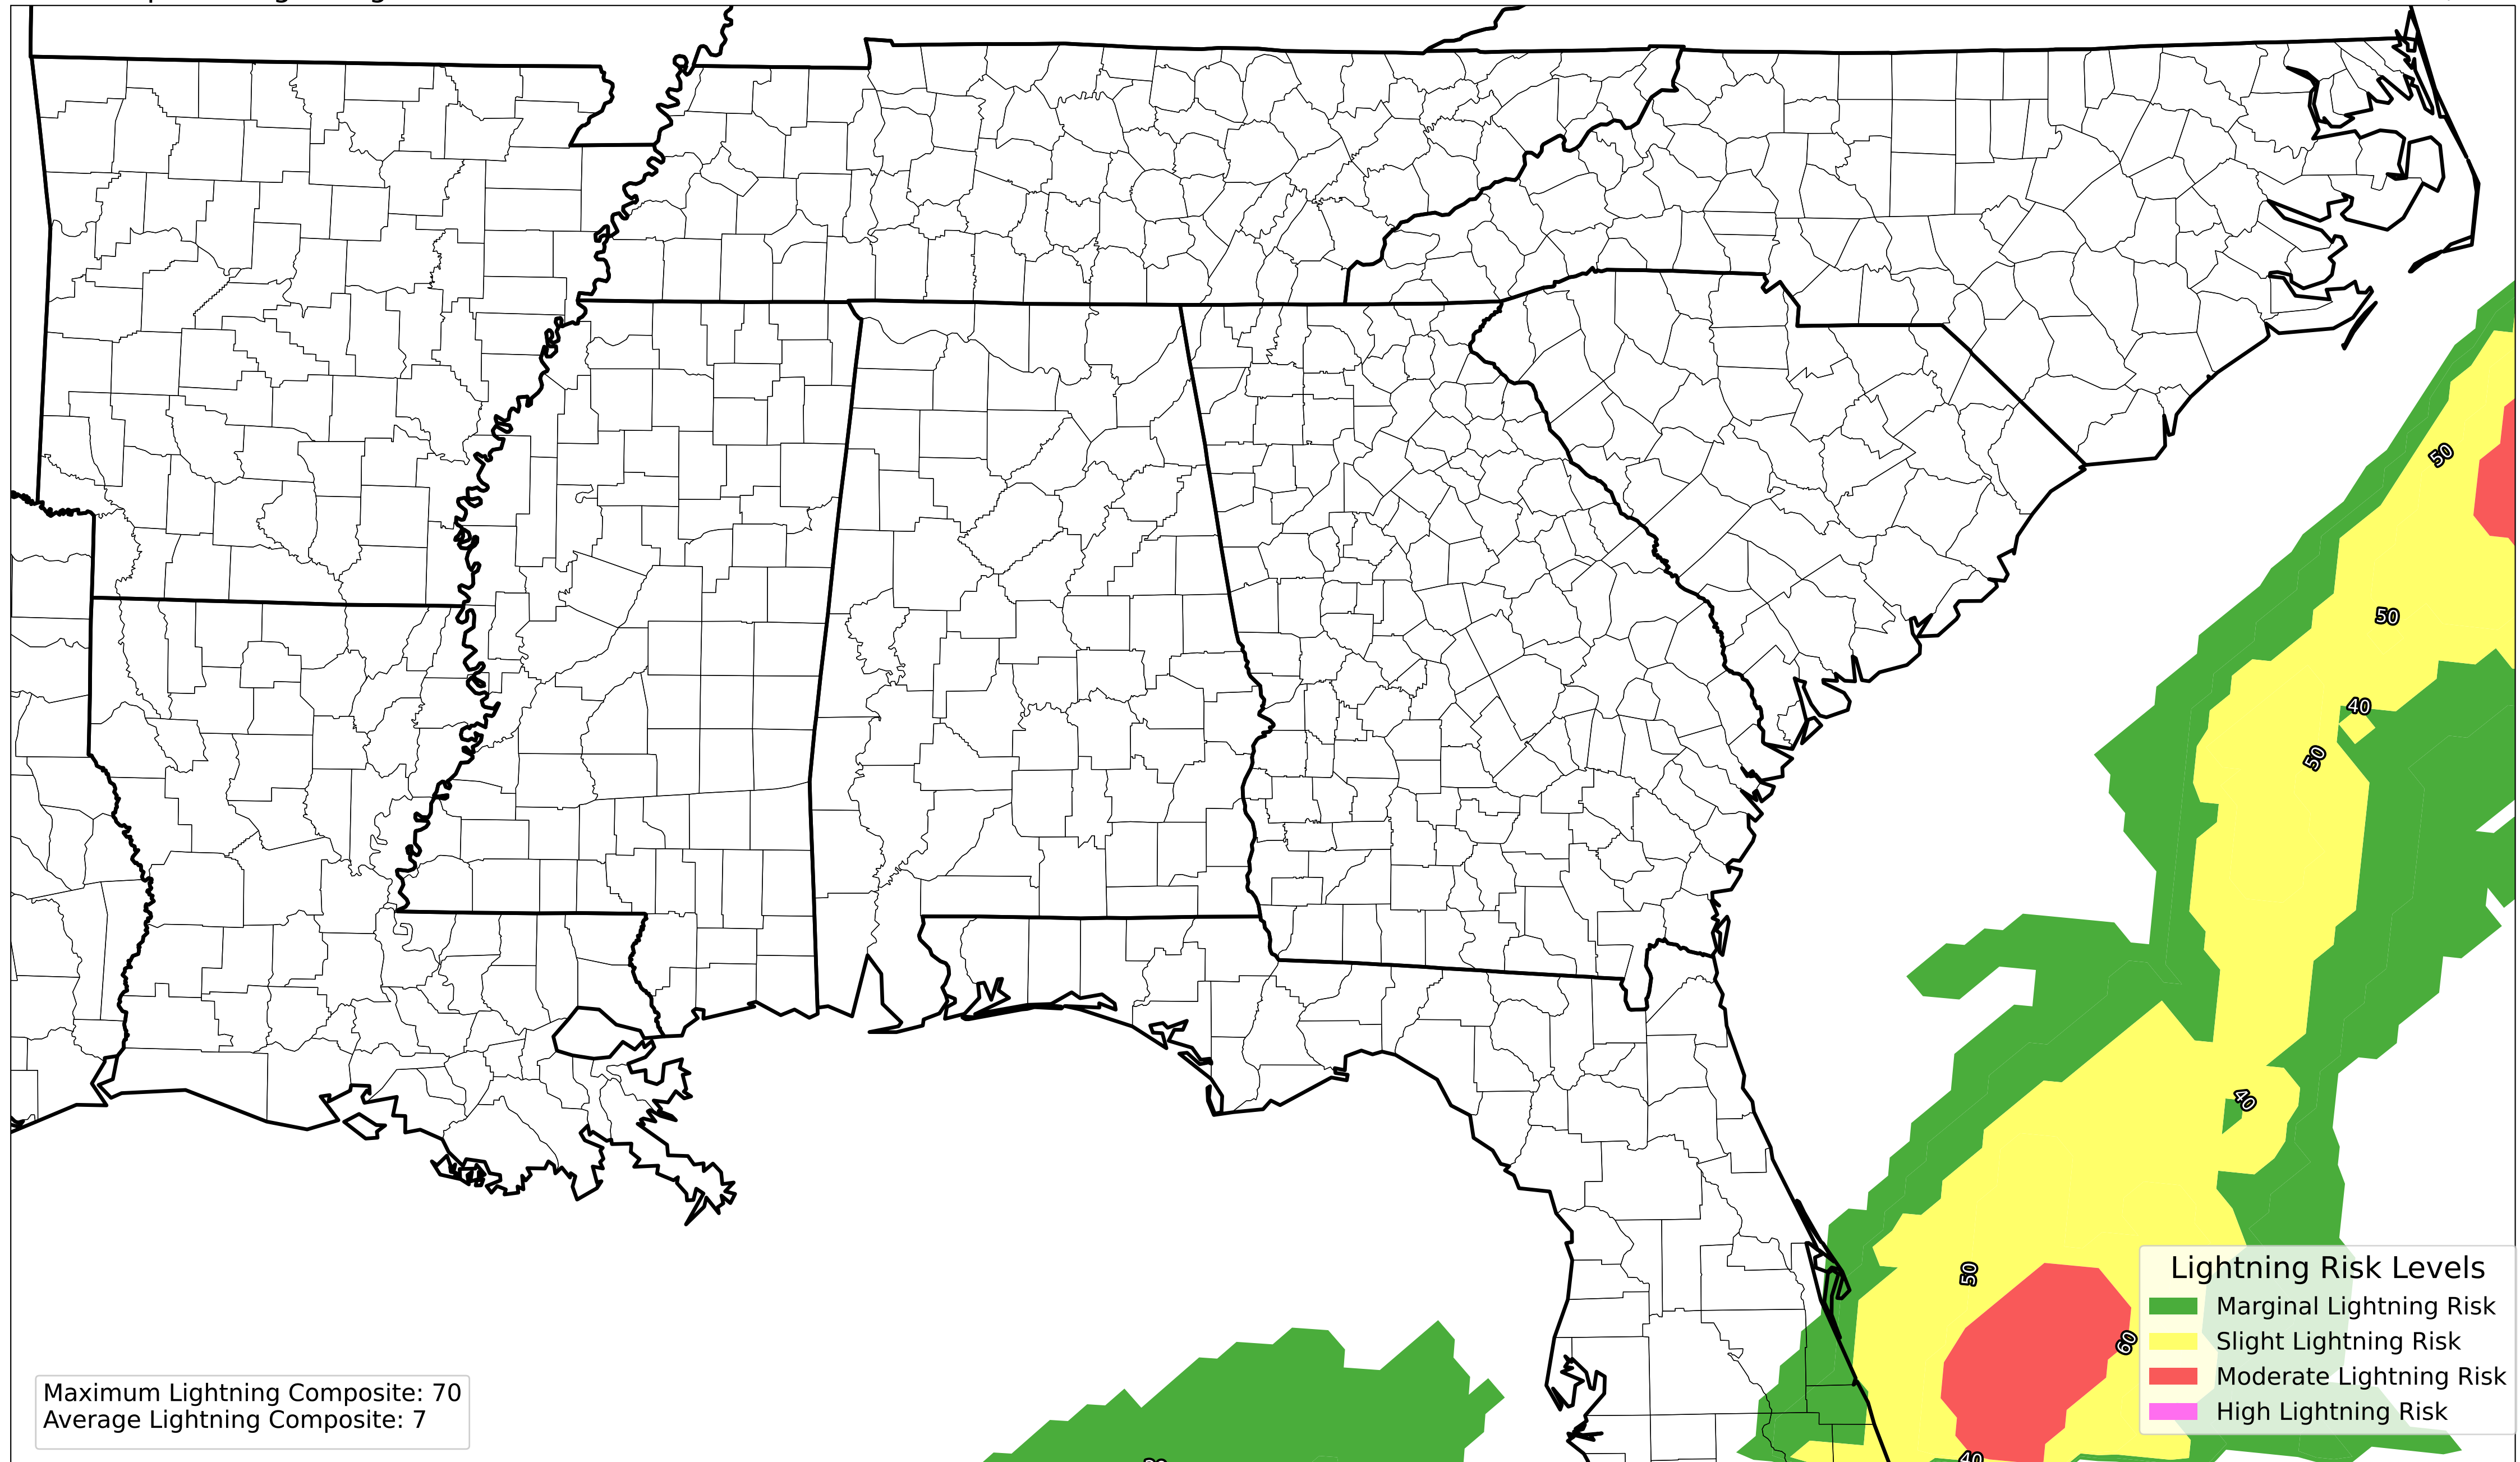 50
50
40
50
40
50
60
40
Lightning Risk Levels
Marginal Lightning Risk
Slight Lightning Risk
Moderate Lightning Risk
High Lightning Risk
Maximum Lightning Composite: 70
Average Lightning Composite: 7